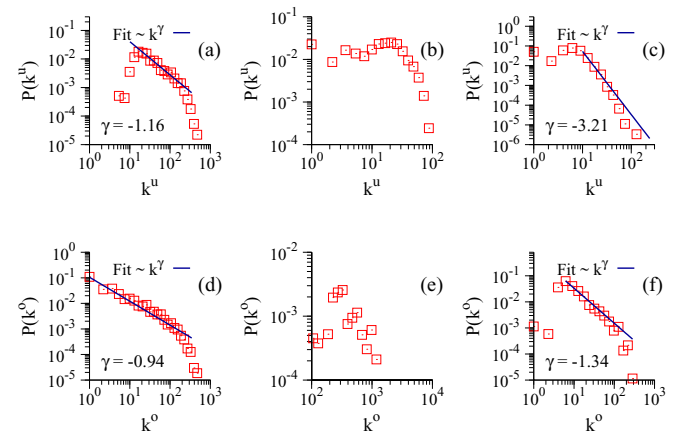 10^0
10^-1
10^-2
10^-3
10^-4
10^-5
P(k^u)
Fit ~ k^γ
(a)
γ = -1.16
10^0 10^1 10^2 10^3
k^u
10^-1
10^-2
10^-3
10^-4
P(k^u)
(b)
10^0 10^1 10^2
k^u
10^1
10^0
10^-1
10^-2
10^-3
10^-4
10^-5
10^-6
P(k^u)
Fit ~ k^γ
(c)
γ = -3.21
10^0 10^1 10^2
k^u
10^0
10^-1
10^-2
10^-3
10^-4
10^-5
P(k^o)
Fit ~ k^γ
(d)
γ = -0.94
10^0 10^1 10^2 10^3
k^o
10^-2
10^-3
10^-4
P(k^o)
(e)
10^2 10^3 10^4
k^o
10^0
10^-1
10^-2
10^-3
10^-4
10^-5
P(k^o)
Fit ~ k^γ
(f)
γ = -1.34
10^0 10^1 10^2 10^3
k^o